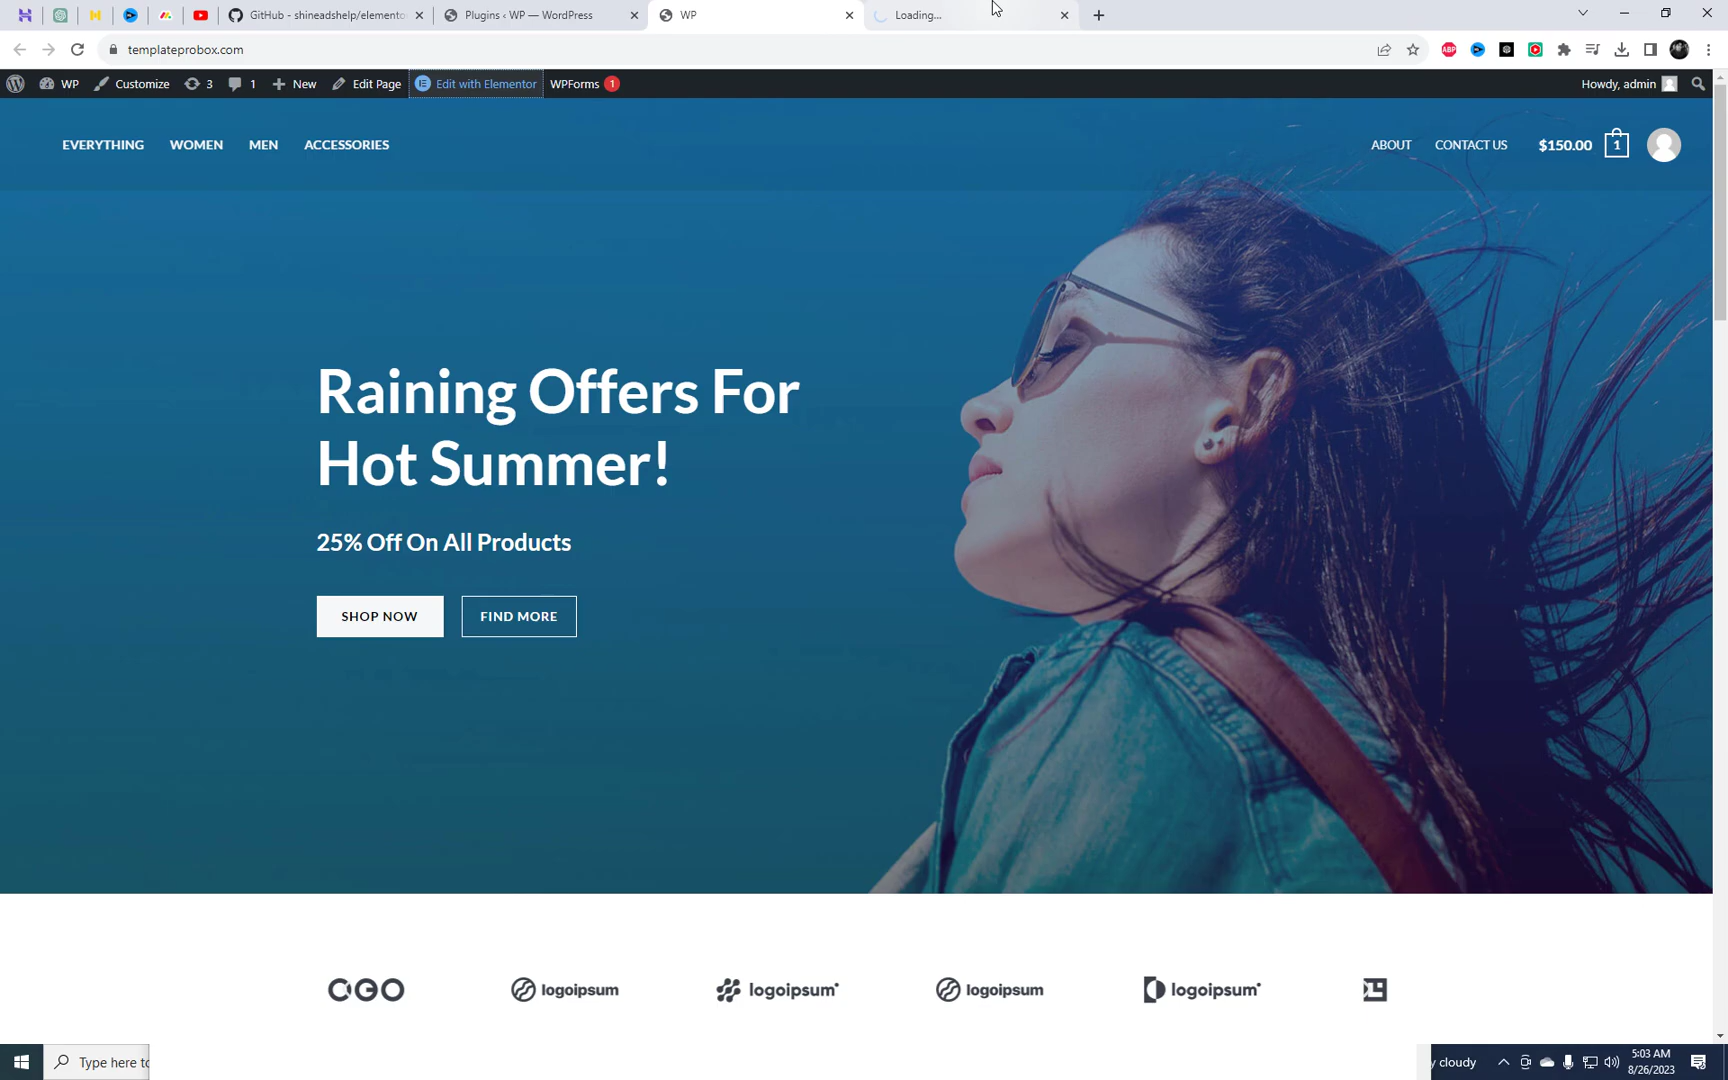 GitHub - shineadshelp/elemento
Plugins ‹ WP — WordPress
WP
Loading...
templateprobox.com
ABP
WP
Customize
3
1
New
Edit Page
Edit with Elementor
WPForms
1
Howdy, admin
EVERYTHING
WOMEN
MEN
ACCESSORIES
ABOUT
CONTACT US
$150.00
1
Raining Offers For
Hot Summer!
25% Off On All Products
SHOP NOW
FIND MORE
logoipsum
logoipsum
logoipsum
logoipsum
Type here to
y cloudy
5:03 AM
8/26/2023